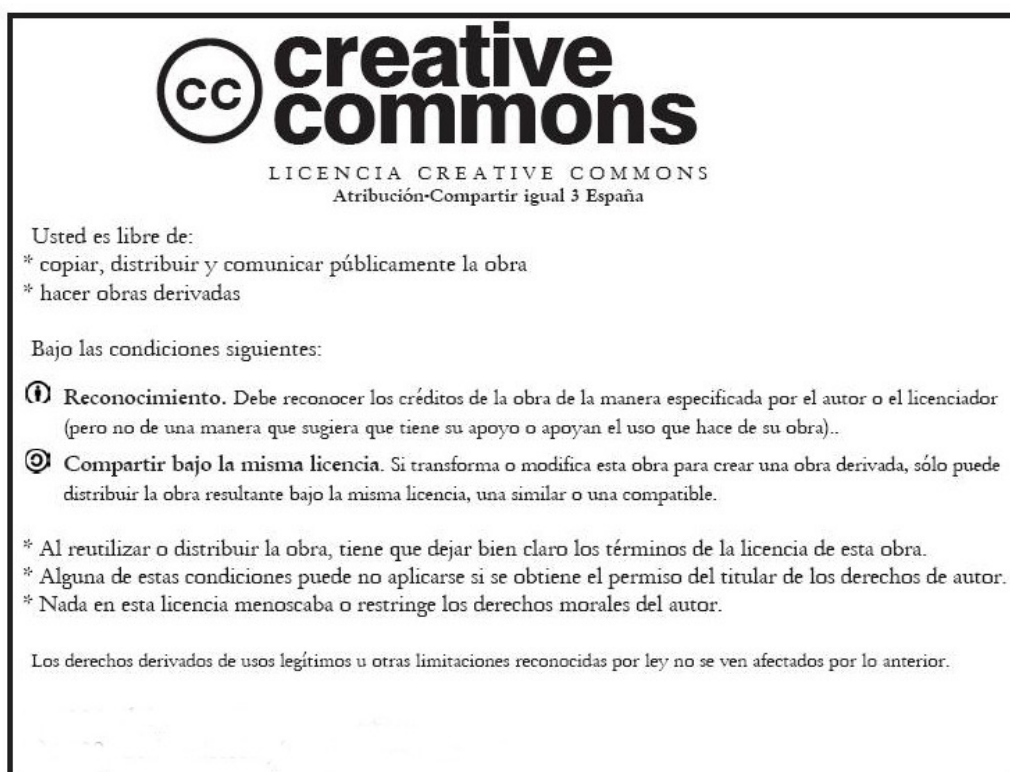 cc creative
commons
LICENCIA CREATIVE COMMONS
Atribución-Compartir igual 3 España
Usted es libre de:
* copiar, distribuir y comunicar públicamente la obra
* hacer obras derivadas
Bajo las condiciones siguientes:
Reconocimiento. Debe reconocer los créditos de la obra de la manera especificada por el autor o el licenciador
(pero no de una manera que sugiera que tiene su apoyo o apoyan el uso que hace de su obra)..
Compartir bajo la misma licencia. Si transforma o modifica esta obra para crear una obra derivada, sólo puede
distribuir la obra resultante bajo la misma licencia, una similar o una compatible.
* Al reutilizar o distribuir la obra, tiene que dejar bien claro los términos de la licencia de esta obra.
* Alguna de estas condiciones puede no aplicarse si se obtiene el permiso del titular de los derechos de autor.
* Nada en esta licencia menoscaba o restringe los derechos morales del autor.
Los derechos derivados de usos legítimos u otras limitaciones reconocidas por ley no se ven afectados por lo anterior.